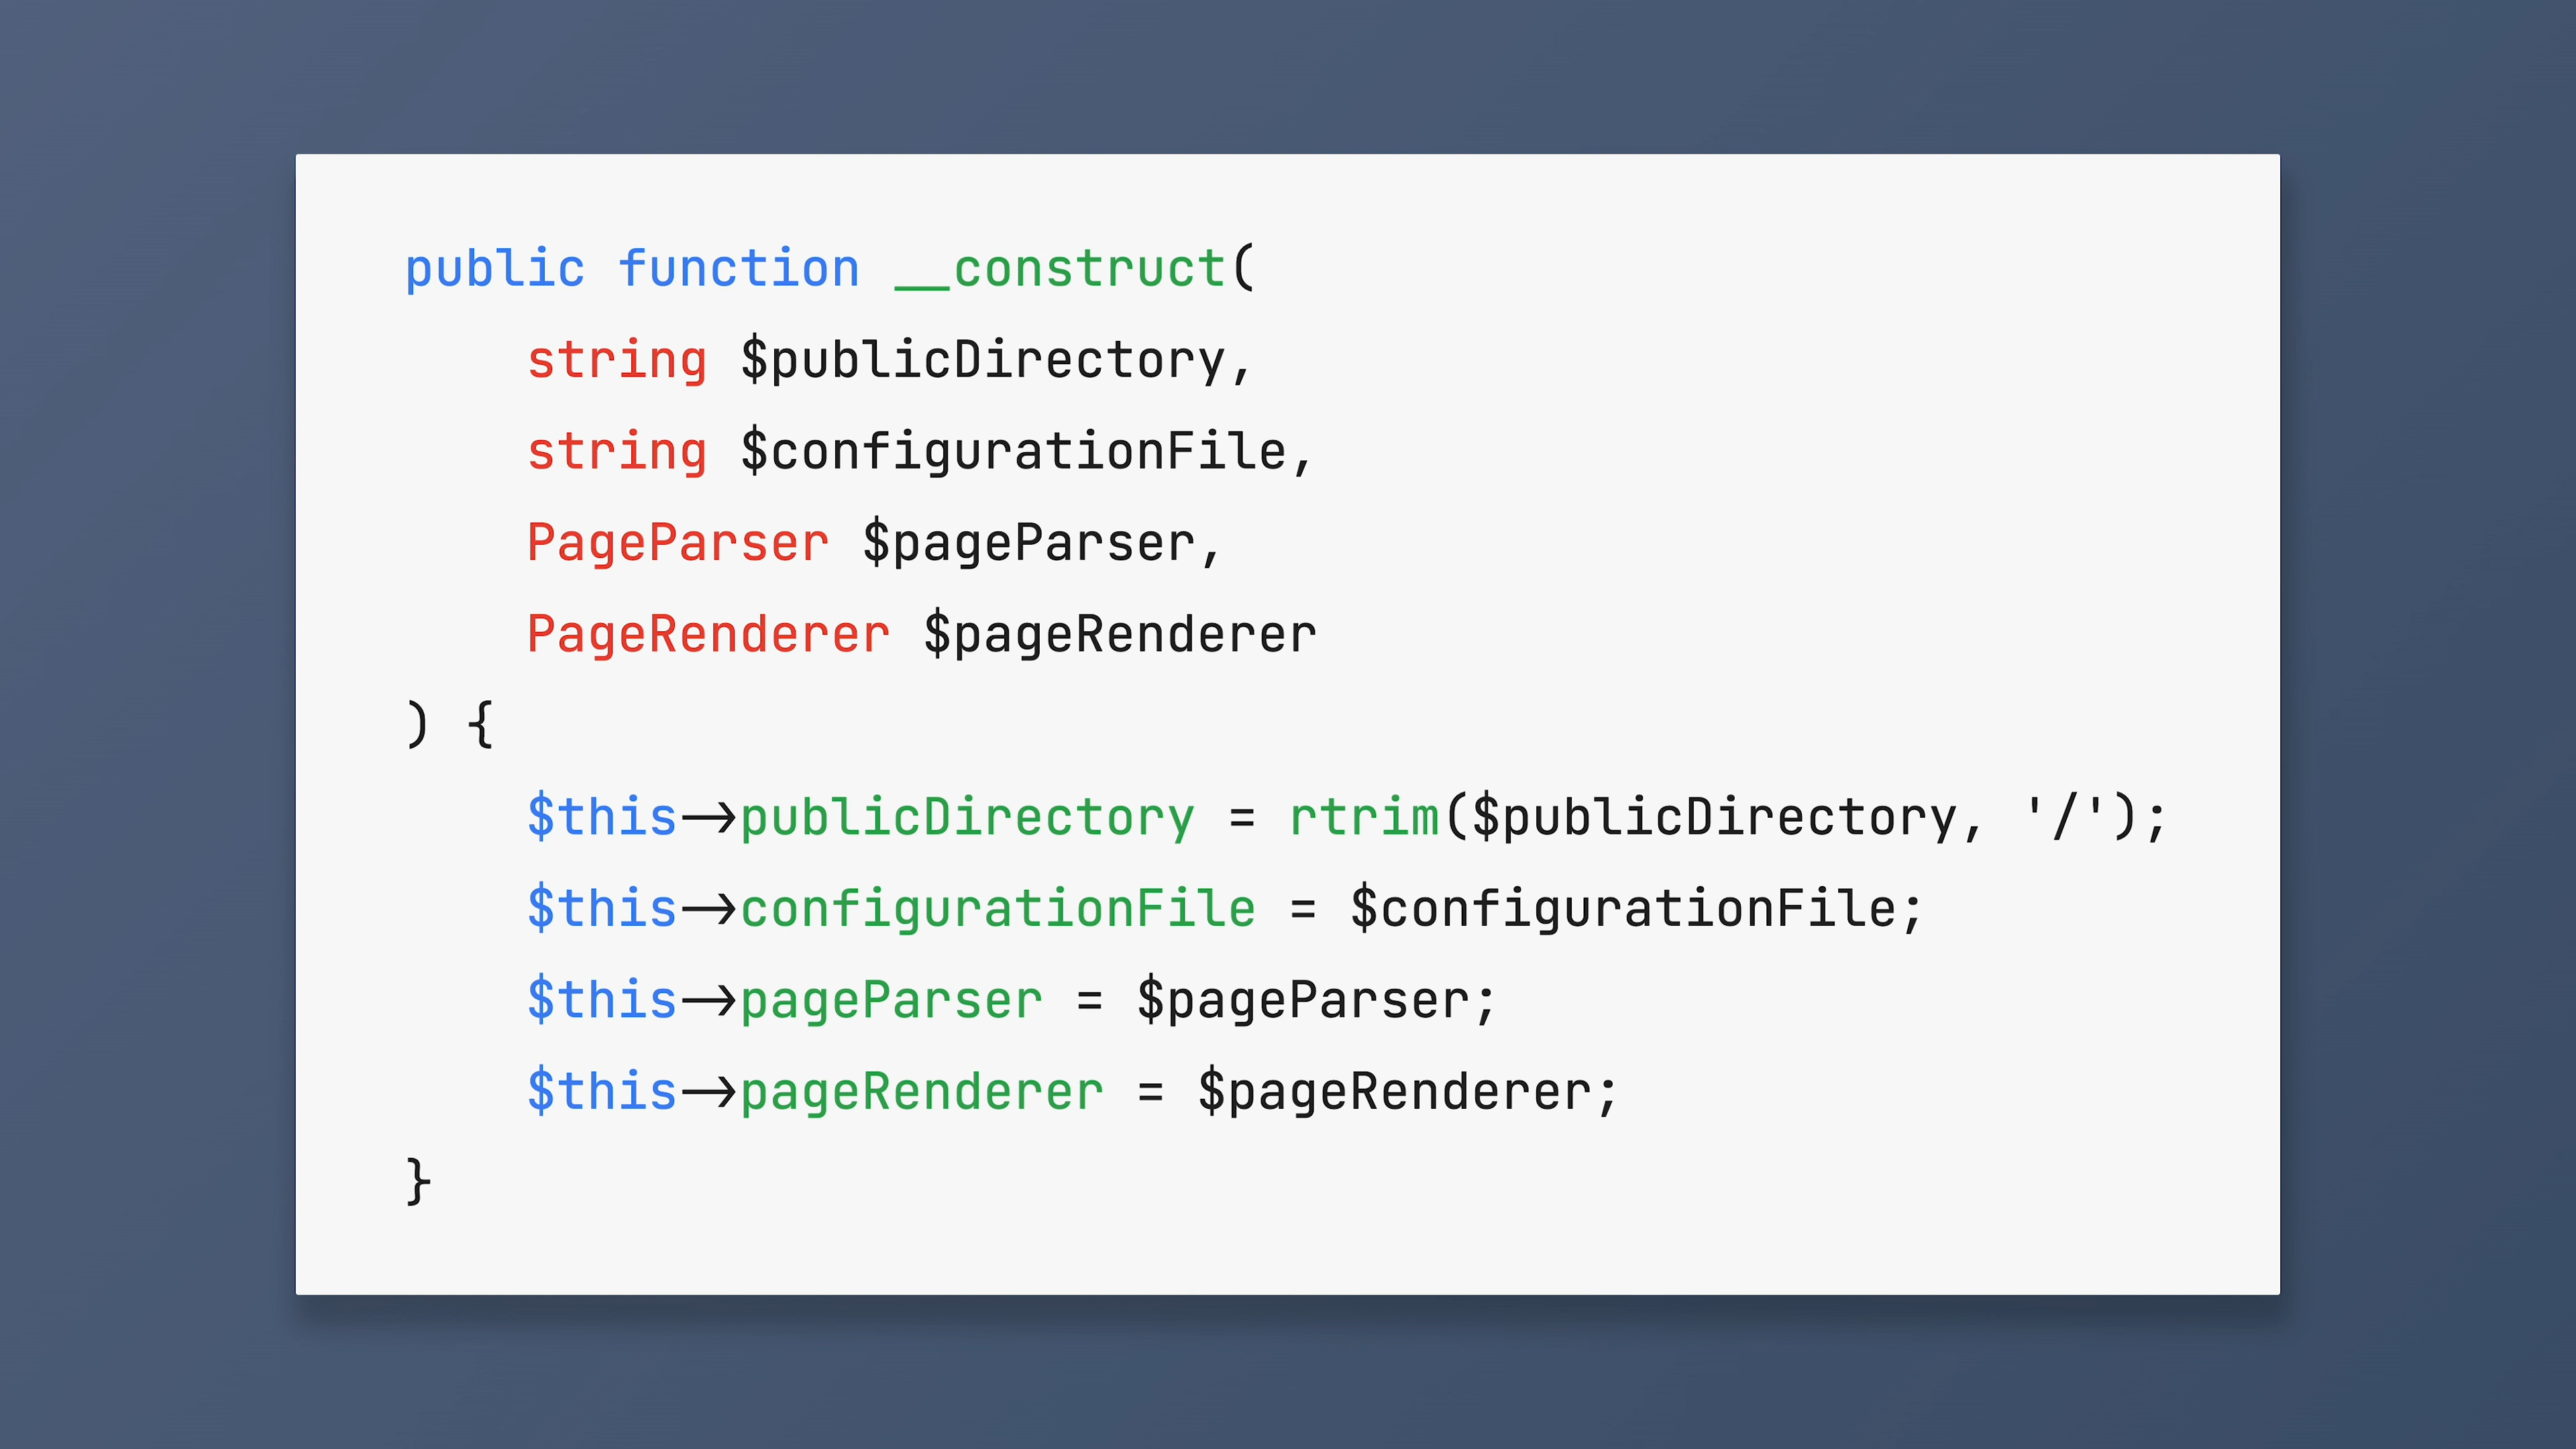 public function __construct(
    string $publicDirectory,
    string $configurationFile,
    PageParser $pageParser,
    PageRenderer $pageRenderer
) {
    $this->publicDirectory = rtrim($publicDirectory, '/');
    $this->configurationFile = $configurationFile;
    $this->pageParser = $pageParser;
    $this->pageRenderer = $pageRenderer;
}